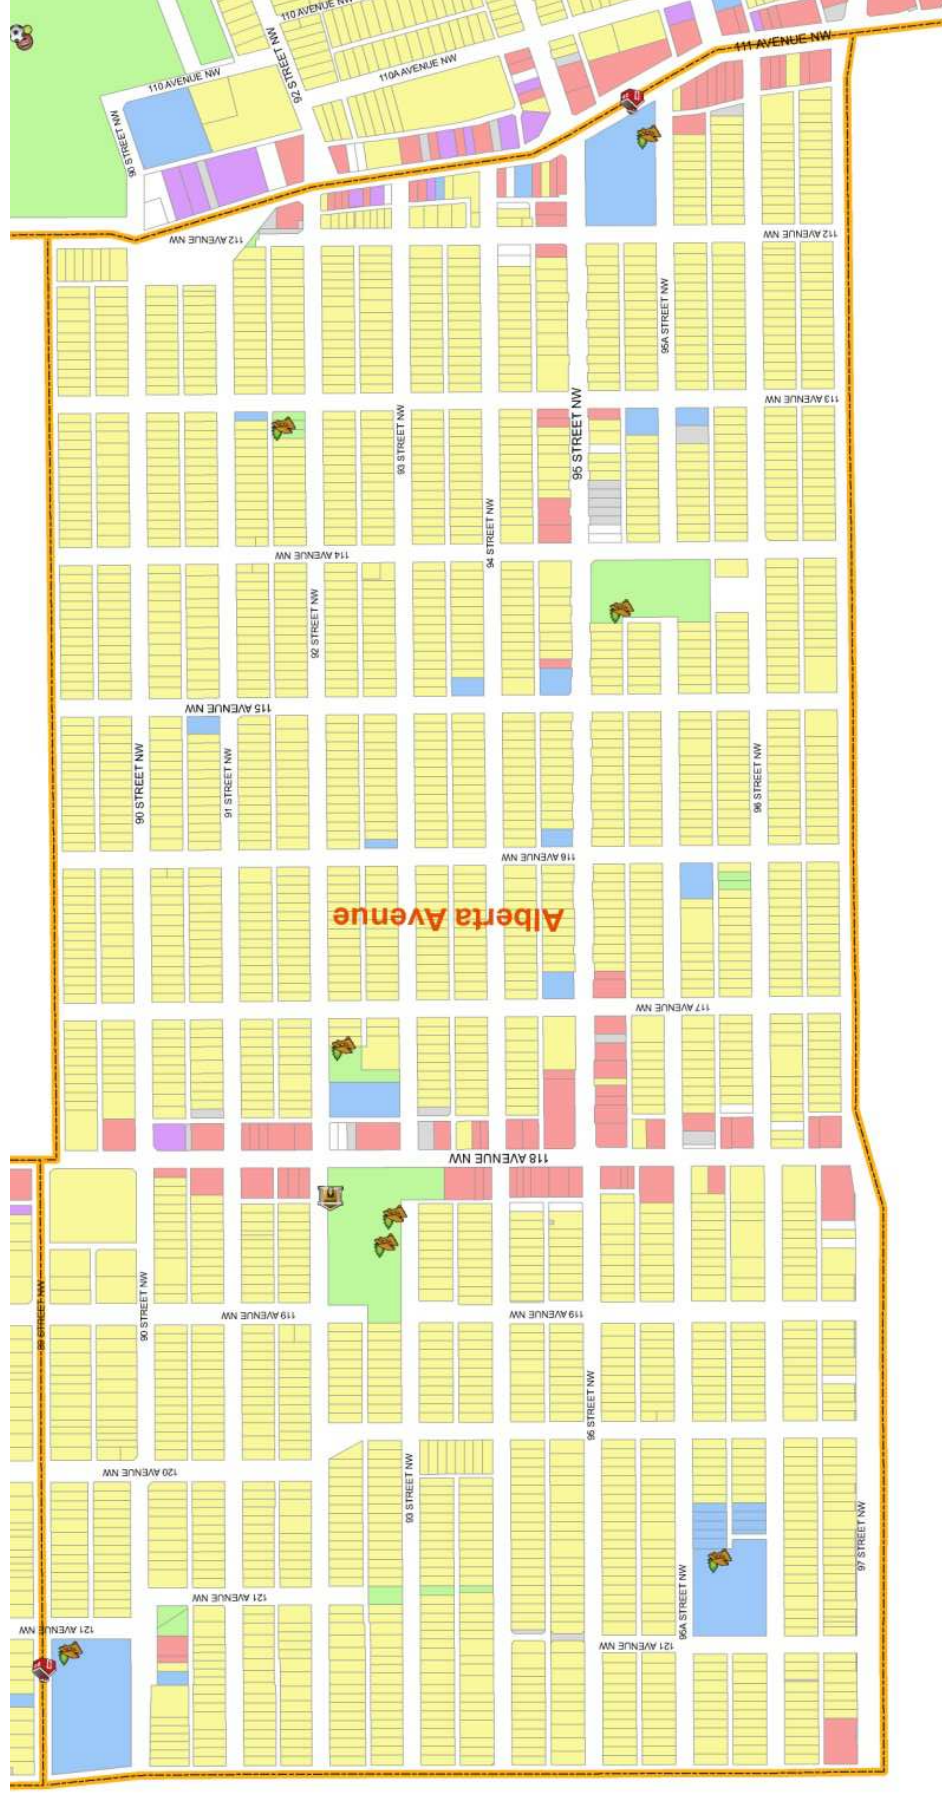 110 AVENUE NW
92 STREET NW
111 AVENUE NW
110A AVENUE NW
110 AVENUE NW
90 STREET NW
112 AVENUE NW
112 AVENUE NW
95A STREET NW
113 AVENUE NW
93 STREET NW
95 STREET NW
94 STREET NW
114 AVENUE NW
92 STREET NW
115 AVENUE NW
90 STREET NW
91 STREET NW
96 STREET NW
116 AVENUE NW
Alberta Avenue
117 AVENUE NW
118 AVENUE NW
89 STREET NW
90 STREET NW
119 AVENUE NW
119 AVENUE NW
95 STREET NW
120 AVENUE NW
93 STREET NW
97 STREET NW
95A STREET NW
121 AVENUE NW
121 AVENUE NW
121 AVENUE NW